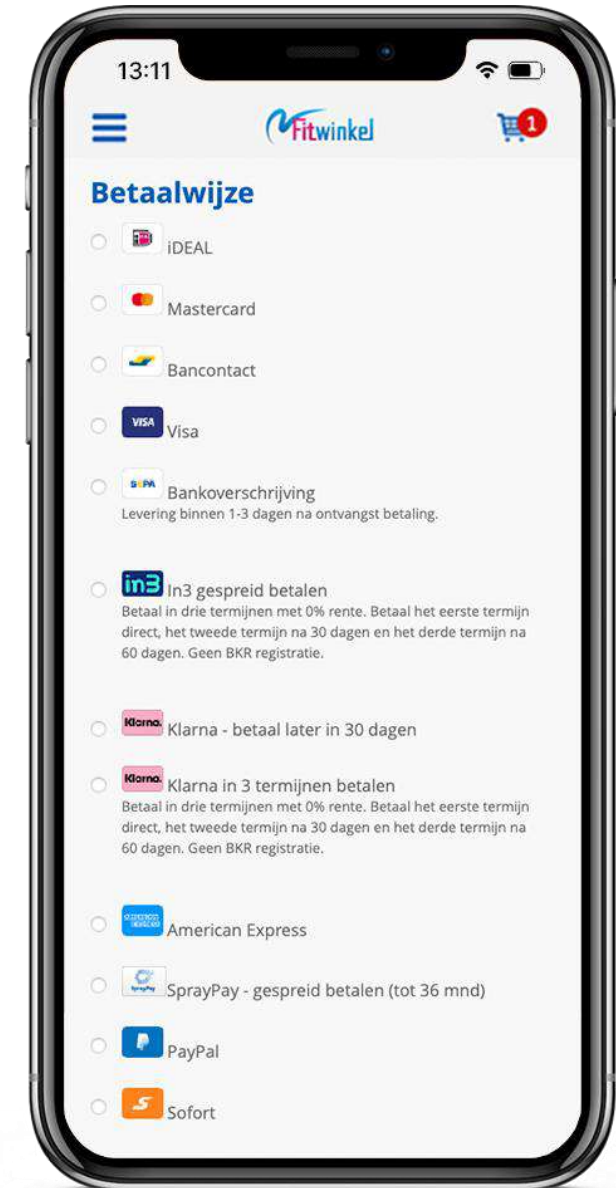 13:11
Fitwinkel
1
Betaalwijze
iDEAL
Mastercard
Bancontact
VISA
Visa
SEPA
Bankoverschrijving
Levering binnen 1-3 dagen na ontvangst betaling.
in3
In3 gespreid betalen
Betaal in drie termijnen met 0% rente. Betaal het eerste termijn
direct, het tweede termijn na 30 dagen en het derde termijn na
60 dagen. Geen BKR registratie.
Klarna.
Klarna - betaal later in 30 dagen
Klarna.
Klarna in 3 termijnen betalen
Betaal in drie termijnen met 0% rente. Betaal het eerste termijn
direct, het tweede termijn na 30 dagen en het derde termijn na
60 dagen. Geen BKR registratie.
AMERICAN
EXPRESS
American Express
SprayPay
SprayPay - gespreid betalen (tot 36 mnd)
PayPal
Sofort